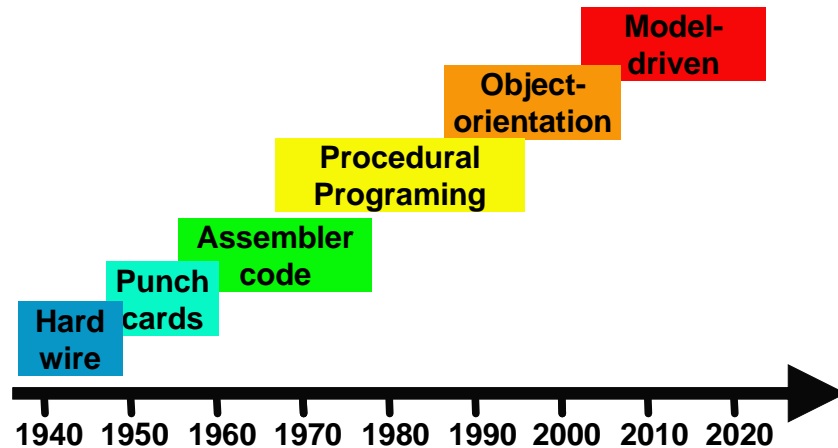 Model-
driven
Object-
orientation
Procedural
Programing
Assembler
code
Punch
cards
Hard
wire
1940 1950 1960 1970 1980 1990 2000 2010 2020